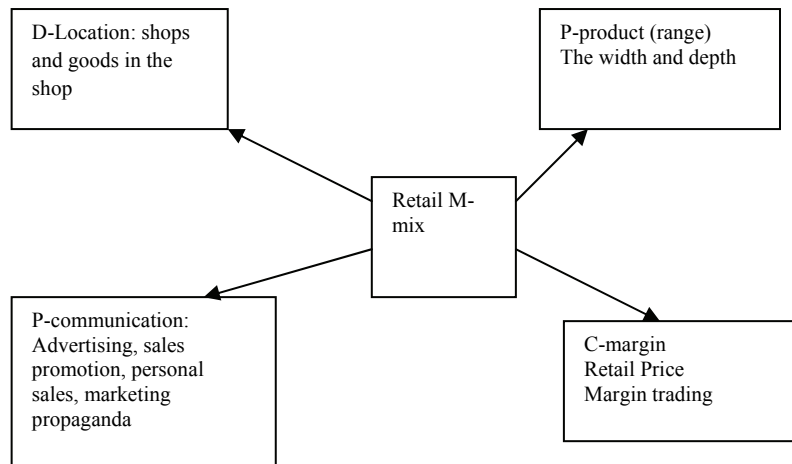 D-Location: shops
and goods in the
shop
P-product (range)
The width and depth
Retail M-
mix
P-communication:
Advertising, sales
promotion, personal
sales, marketing
propaganda
C-margin
Retail Price
Margin trading